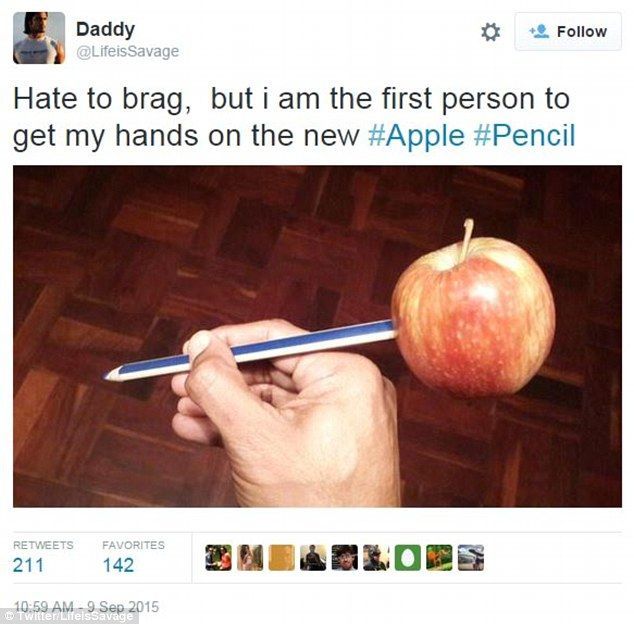 Daddy
@LifeisSavage
Follow
Hate to brag, but i am the first person to
get my hands on the new #Apple #Pencil
RETWEETS FAVORITES
211 142
10:59 AM - 9 Sep 2015
© Twitter/LifeIsSavage